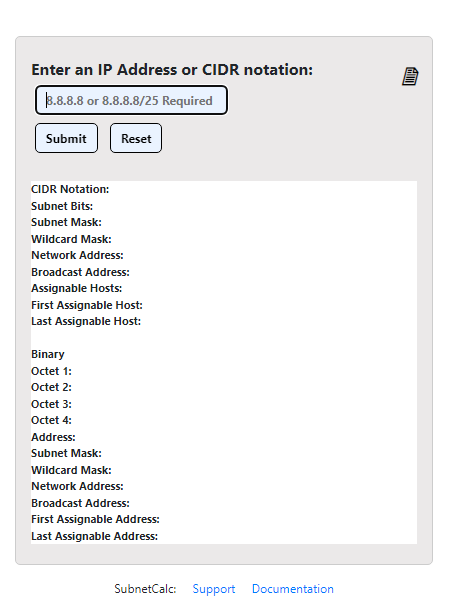 Enter an IP Address or CIDR notation:
8.8.8.8 or 8.8.8.8/25 Required
Submit Reset
CIDR Notation:
Subnet Bits:
Subnet Mask:
Wildcard Mask:
Network Address:
Broadcast Address:
Assignable Hosts:
First Assignable Host:
Last Assignable Host:
Binary
Octet 1:
Octet 2:
Octet 3:
Octet 4:
Address:
Subnet Mask:
Wildcard Mask:
Network Address:
Broadcast Address:
First Assignable Address:
Last Assignable Address:
SubnetCalc: Support Documentation